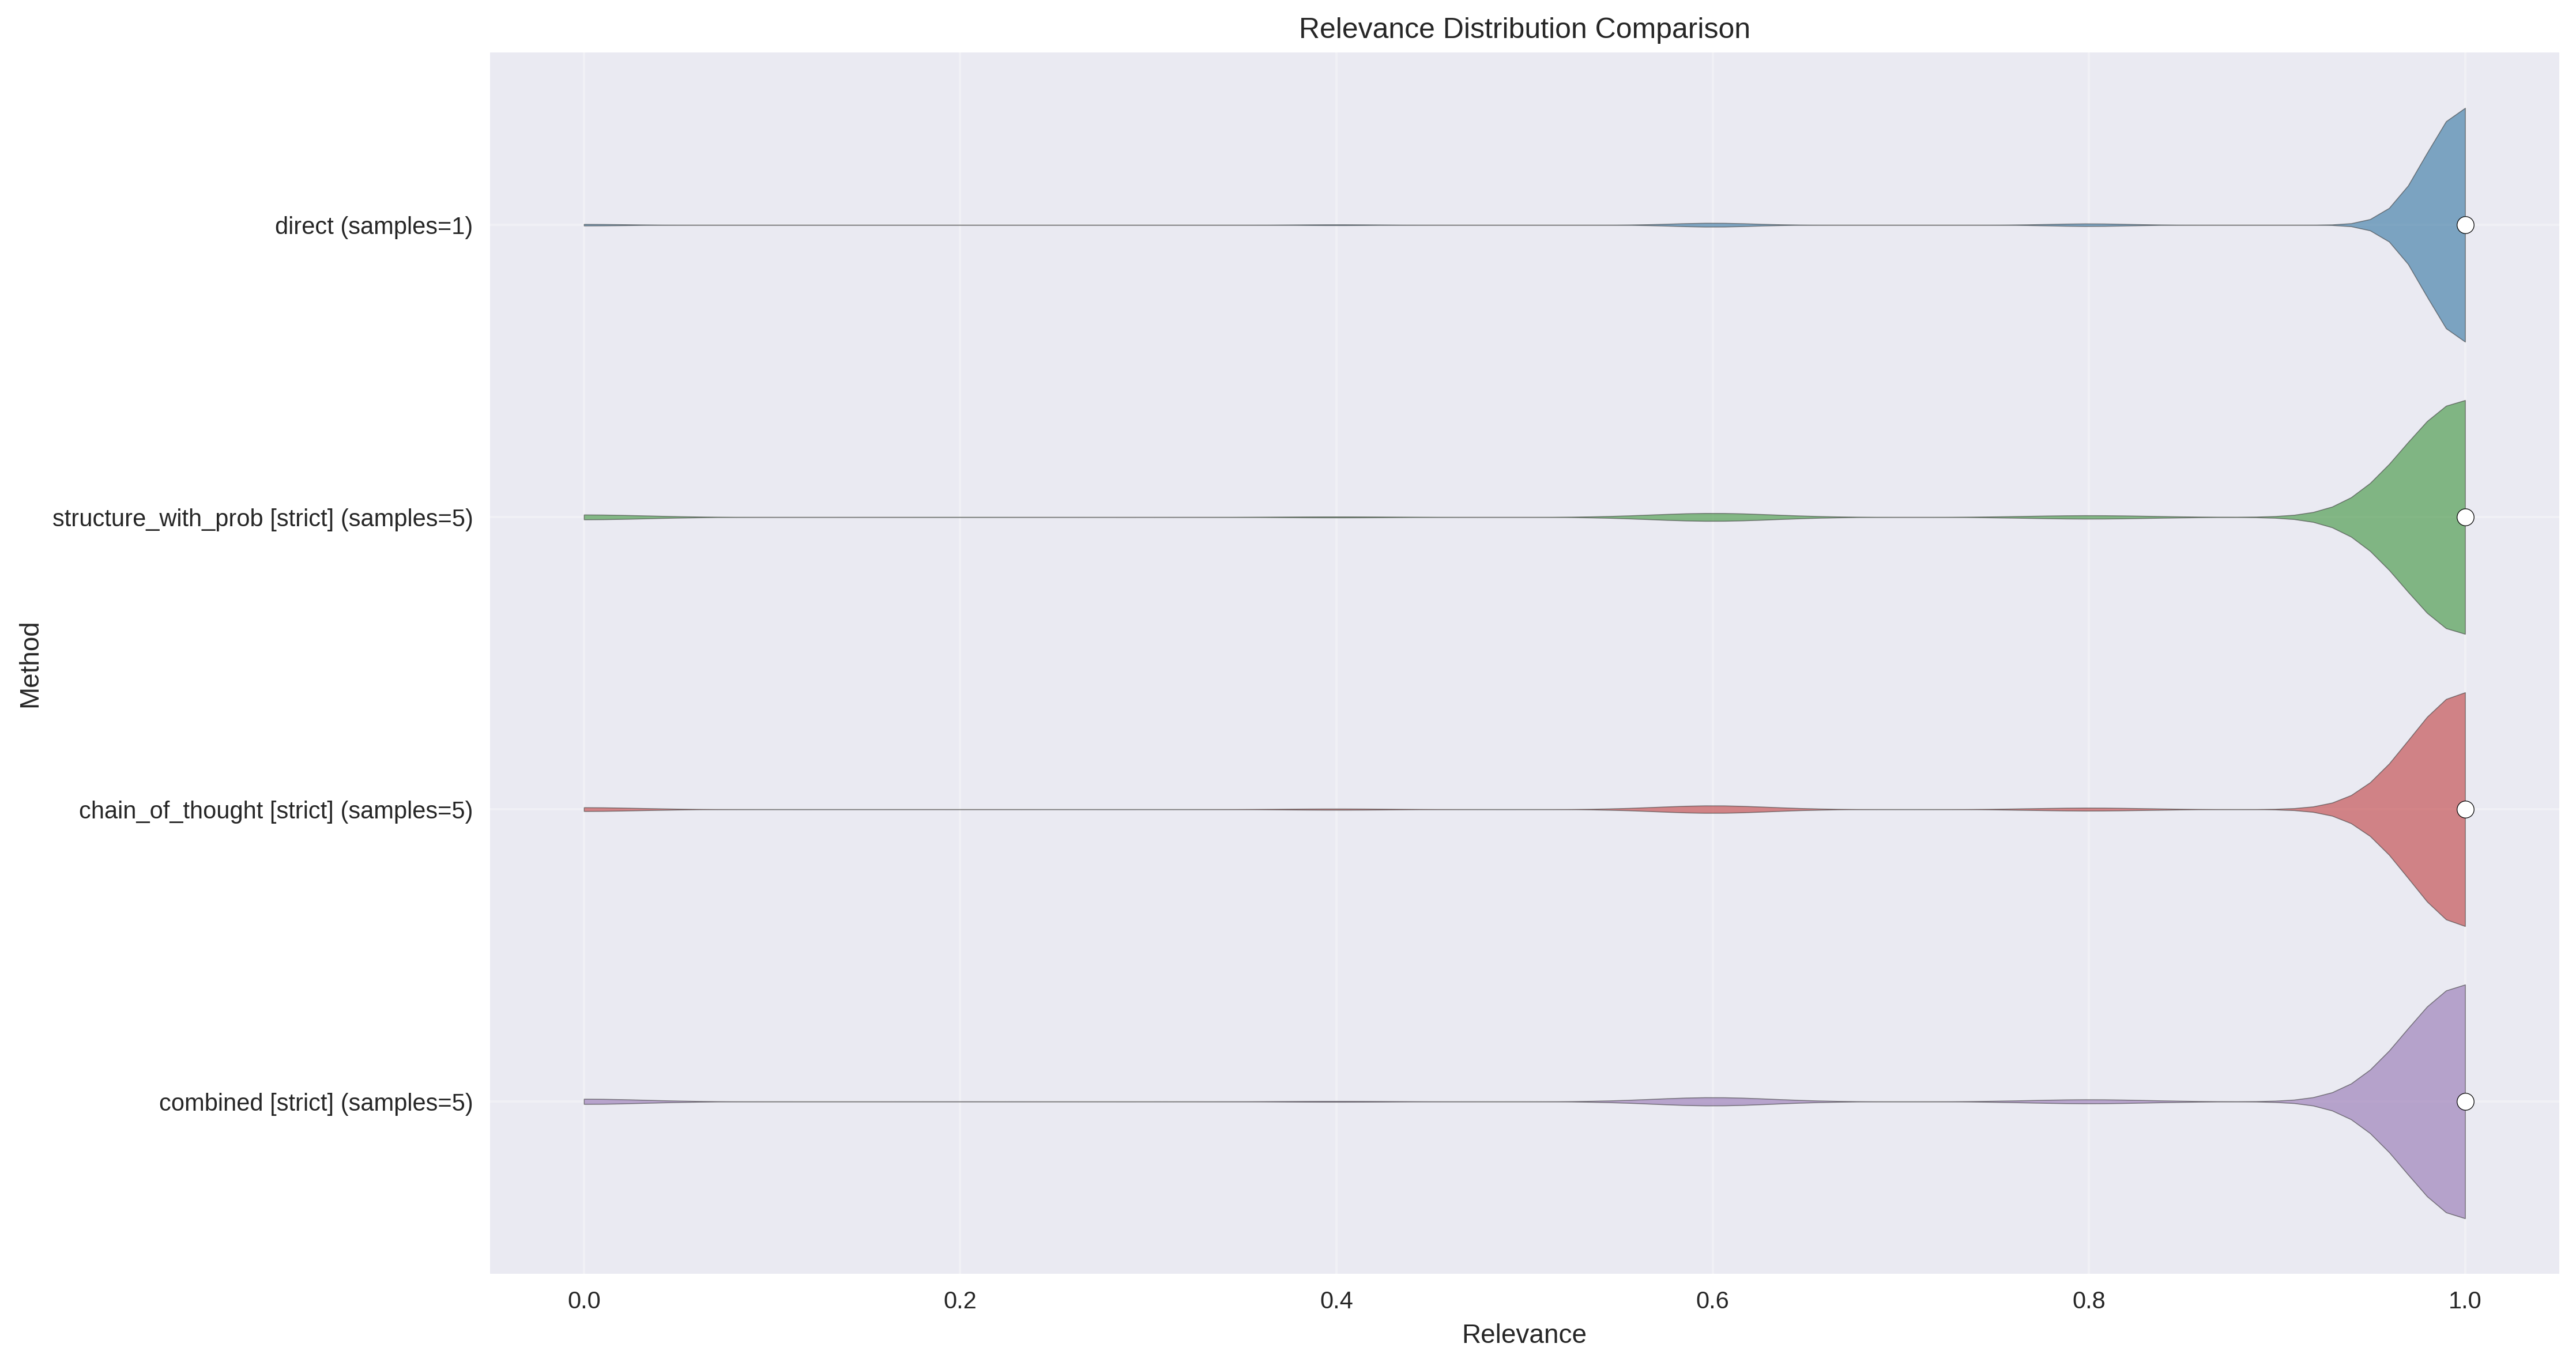 Relevance Distribution Comparison
Method
direct (samples=1)
structure_with_prob [strict] (samples=5)
chain_of_thought [strict] (samples=5)
combined [strict] (samples=5)
0.0 0.2 0.4 0.6 0.8 1.0
Relevance